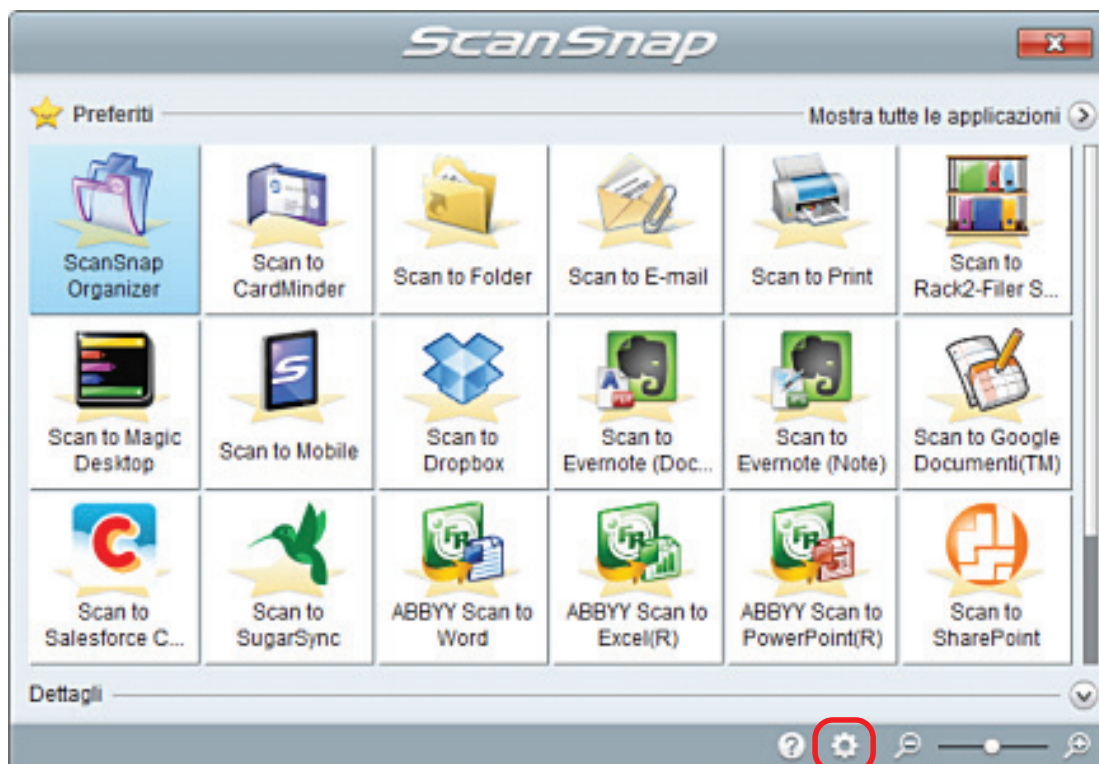 ScanSnap
Preferiti
Mostra tutte le applicazioni
ScanSnap
Organizer
Scan to
CardMinder
Scan to Folder
Scan to E-mail
Scan to Print
Scan to
Rack2-Filer S...
Scan to Magic
Desktop
Scan to Mobile
Scan to
Dropbox
Scan to
Evernote (Doc...
Scan to
Evernote (Note)
Scan to Google
Documenti(TM)
Scan to
Salesforce C...
Scan to
SugarSync
ABBYY Scan to
Word
ABBYY Scan to
Excel(R)
ABBYY Scan to
PowerPoint(R)
Scan to
SharePoint
Dettagli